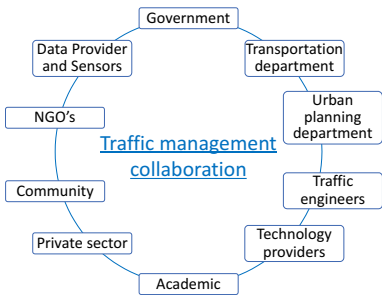 Government
Data Provider
and Sensors
Transportation
department
NGO's
Urban
planning
department
Traffic management
collaboration
Community
Traffic
engineers
Private sector
Technology
providers
Academic